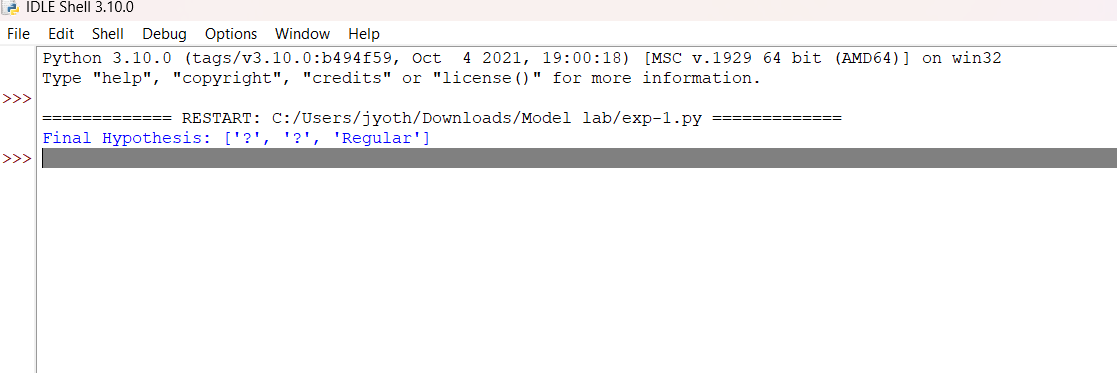 IDLE Shell 3.10.0
File Edit Shell Debug Options Window Help
Python 3.10.0 (tags/v3.10.0:b494f59, Oct  4 2021, 19:00:18) [MSC v.1929 64 bit (AMD64)] on win32
Type "help", "copyright", "credits" or "license()" for more information.
>>>
============= RESTART: C:/Users/jyoth/Downloads/Model lab/exp-1.py =============
Final Hypothesis: ['?', '?', 'Regular']
>>>